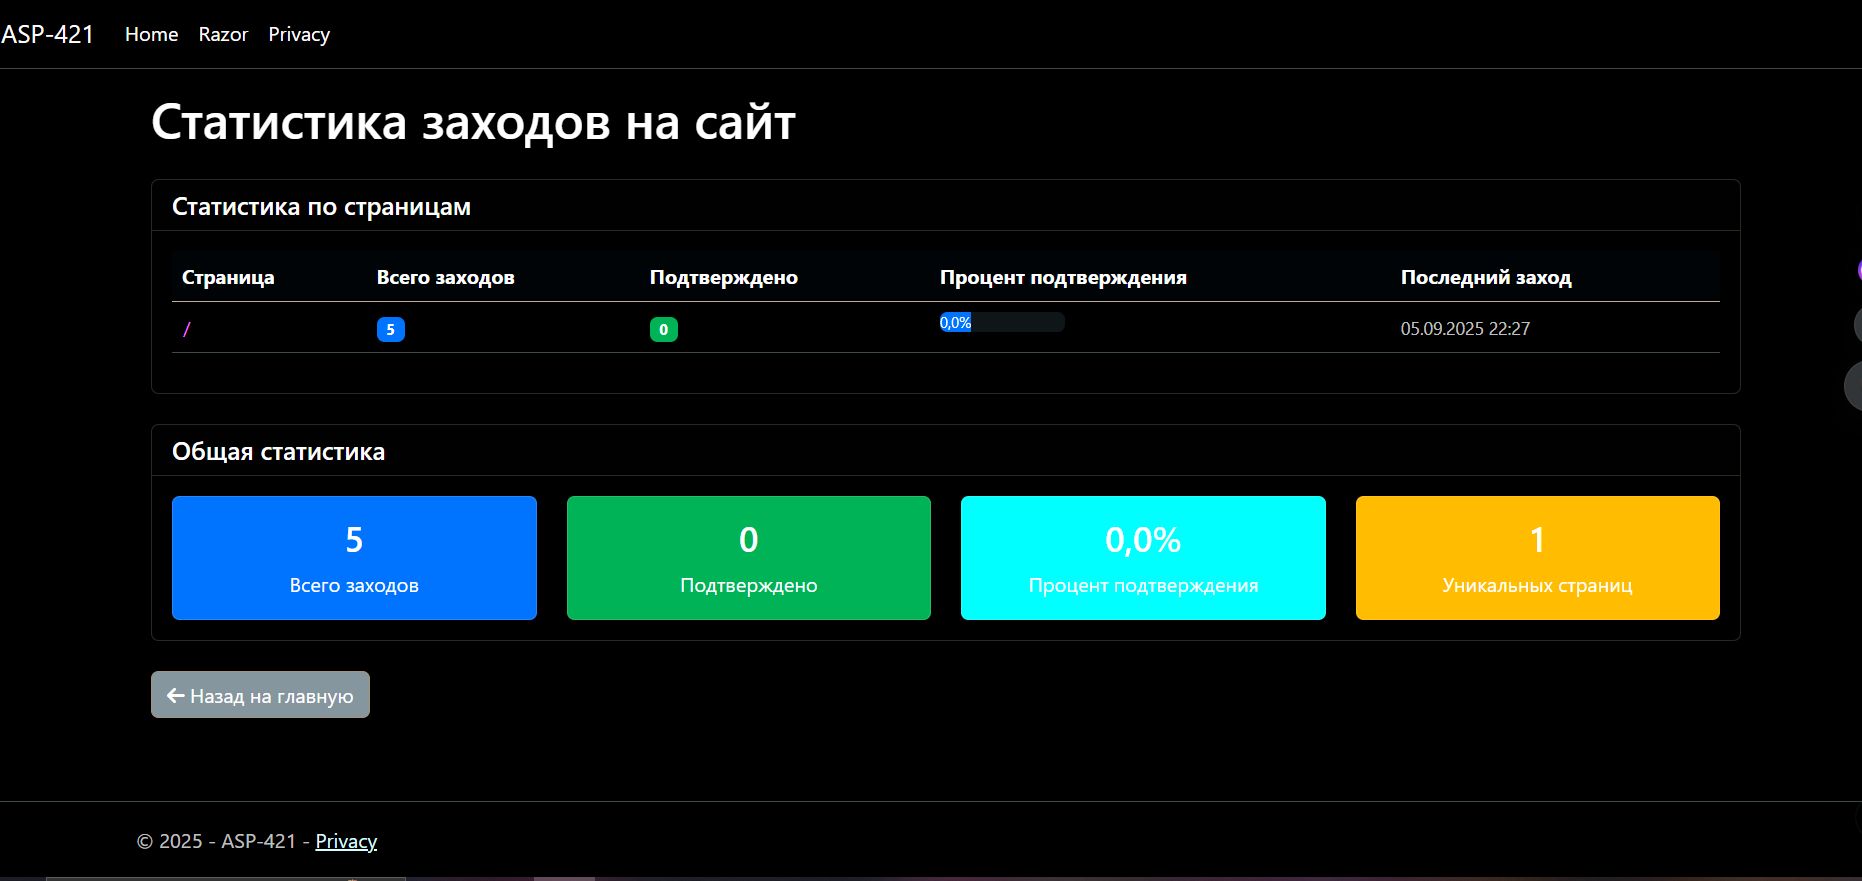 ASP-421 Home Razor Privacy
Статистика заходов на сайт
Статистика по страницам
Страница Всего заходов Подтверждено Процент подтверждения Последний заход
/ 5 0 0,0% 05.09.2025 22:27
Общая статистика
5 0 0,0% 1
Всего заходов Подтверждено Процент подтверждения Уникальных страниц
Назад на главную
© 2025 - ASP-421 - Privacy